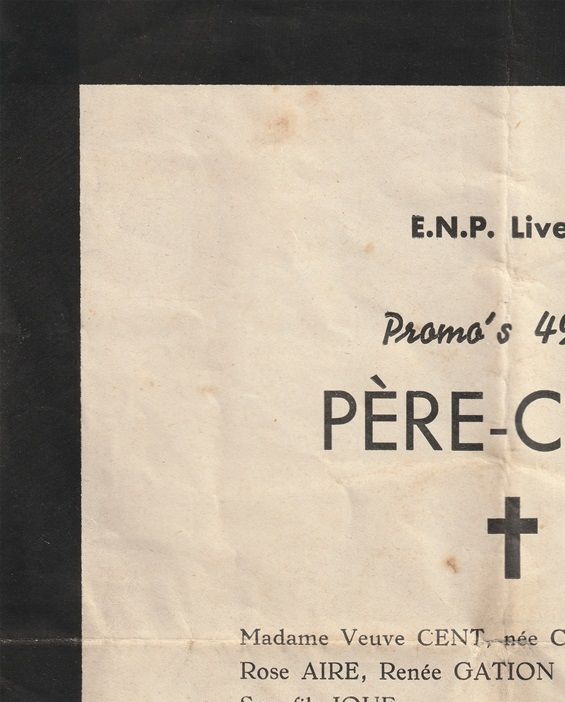 E.N.P. Live
Promo's 49
PÈRE-C
Madame Veuve CENT, née C
Rose AIRE, Renée GATION